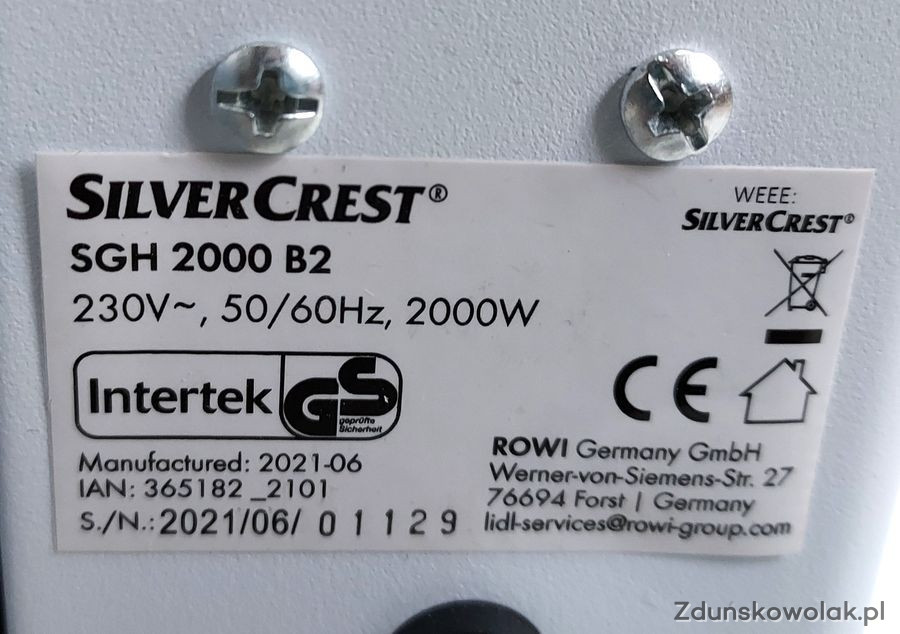 SILVERCREST®
SGH 2000 B2
230V~, 50/60Hz, 2000W
WEEE:
SILVERCREST®
Intertek
GS
geprüfte
Sicherheit
CE
Manufactured: 2021-06
IAN: 365182_2101
S./N.: 2021/06/ 01129
ROWI Germany GmbH
Werner-von-Siemens-Str. 27
76694 Forst | Germany
lidl-services@rowi-group.com
Zdunskowolak.pl